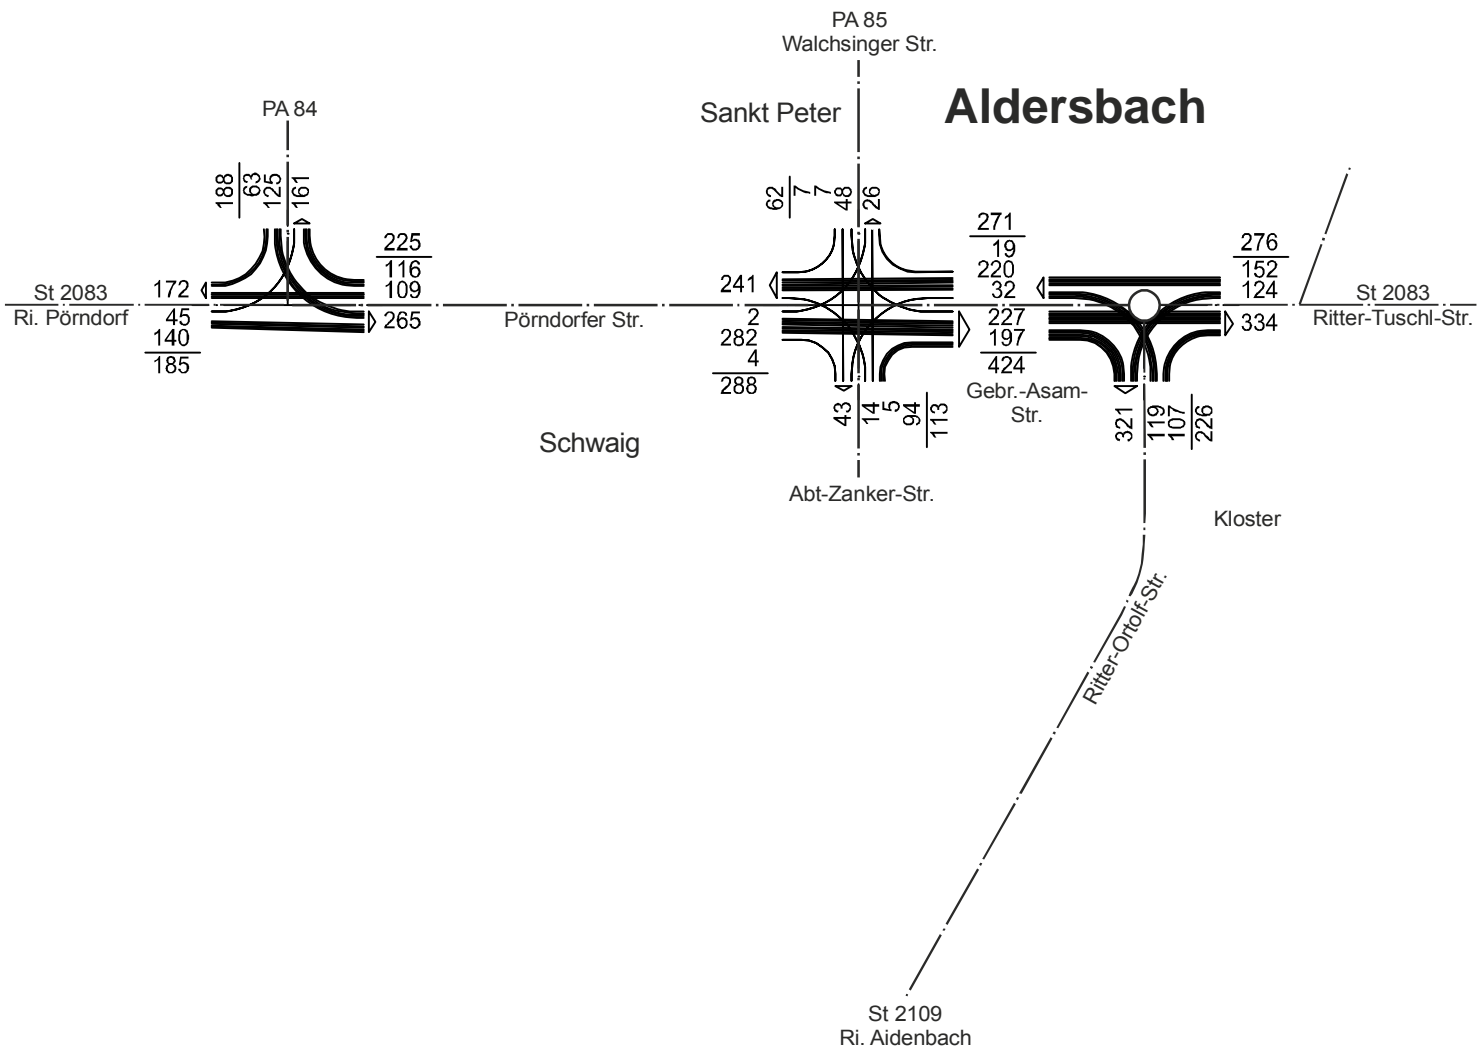 PA 85
Walchsinger Str.
Aldersbach
Sankt Peter
PA 84
188
63
125
161
225
116
109
172
45
140
185
265
St 2083
Ri. Pörndorf
Pörndorfer Str.
62
7
7
48
26
271
19
220
32
241
2
282
4
288
227
197
424
43
14
5
94
113
Gebr.-Asam-
Str.
276
152
124
334
321
119
107
226
St 2083
Ritter-Tuschl-Str.
Schwaig
Abt-Zanker-Str.
Kloster
Ritter-Ortolf-Str.
St 2109
Ri. Aidenbach